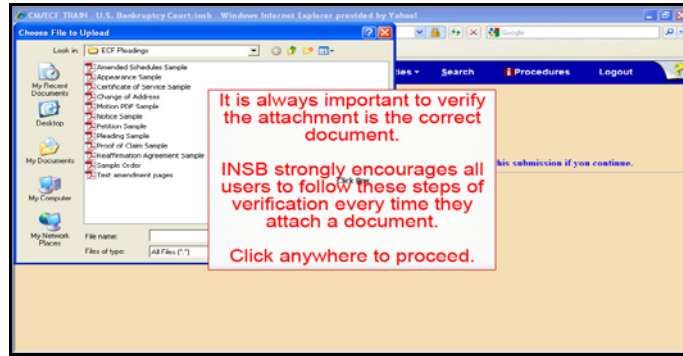 CM/ECF TRAIN - U.S. Bankruptcy Court:insb - Windows Internet Explorer provided by Yahoo!
Choose File to Upload
Google
Look in: ECF Pleadings
ties Search Procedures Logout ?
My Recent Documents
Desktop
My Documents
My Computer
My Network Places
Amended Schedules Sample
Appearance Sample
Certificate of Service Sample
Change of Address
Motion PDF Sample
Notice Sample
Petition Sample
Pleading Sample
Proof of Claim Sample
Reaffirmation Agreement Sample
Sample Order
Test amendment pages
It is always important to verify
the attachment is the correct
document.
his submission if you continue.
INSB strongly encourages all
users to follow these steps of
verification every time they
attach a document.
Click Box
Click anywhere to proceed.
File name:
Files of type: All Files (*.*)